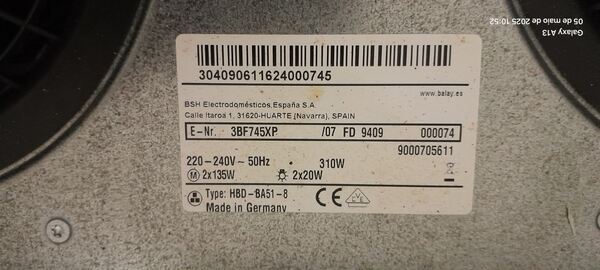 Galaxy A13
05 de maio de 2025 10:52
304090611624000745
www.balay.es
BSH Electrodomésticos España S.A.
Calle Itaroa 1, 31620-HUARTE (Navarra), SPAIN
E-Nr. 3BF745XP /07 FD 9409 000074
9000705611
220-240V~ 50Hz 310W
M 2x135W 2x20W
Type: HBD-BA51-8
Made in Germany
CE